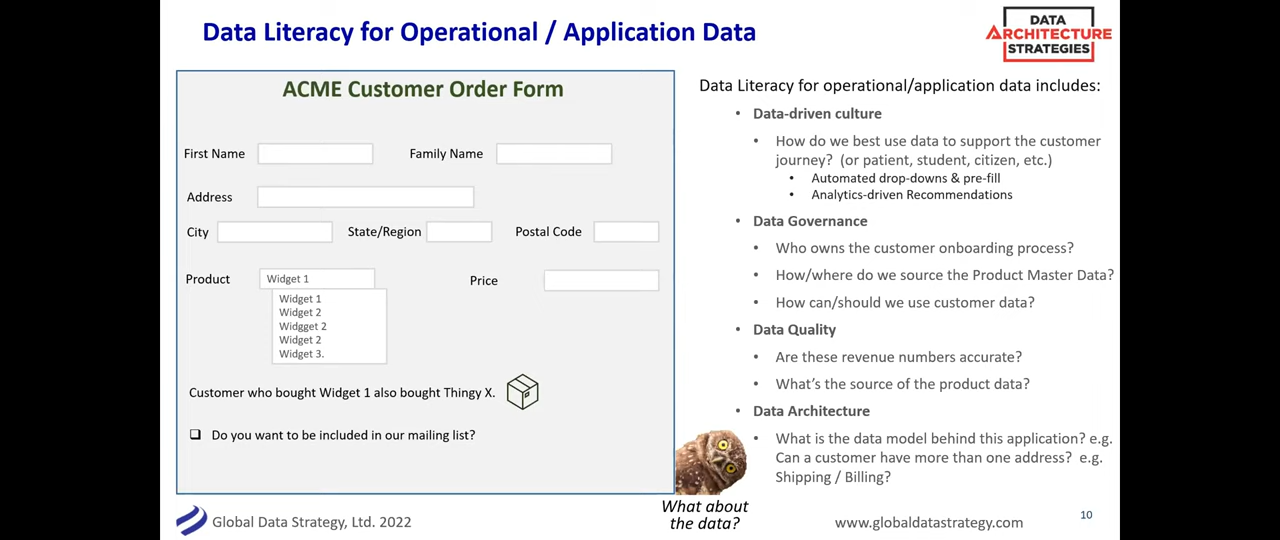 Data Literacy for Operational / Application Data
DATA
ARCHITECTURE
STRATEGIES
ACME Customer Order Form
First Name
Family Name
Address
City
State/Region
Postal Code
Product
Widget 1
Price
Widget 1
Widget 2
Widgget 2
Widget 2
Widget 3.
Customer who bought Widget 1 also bought Thingy X.
Do you want to be included in our mailing list?
Data Literacy for operational/application data includes:
• Data-driven culture
• How do we best use data to support the customer
journey? (or patient, student, citizen, etc.)
• Automated drop-downs & pre-fill
• Analytics-driven Recommendations
• Data Governance
• Who owns the customer onboarding process?
• How/where do we source the Product Master Data?
• How can/should we use customer data?
• Data Quality
• Are these revenue numbers accurate?
• What's the source of the product data?
• Data Architecture
• What is the data model behind this application? e.g.
Can a customer have more than one address? e.g.
Shipping / Billing?
What about
the data?
Global Data Strategy, Ltd. 2022
www.globaldatastrategy.com
10